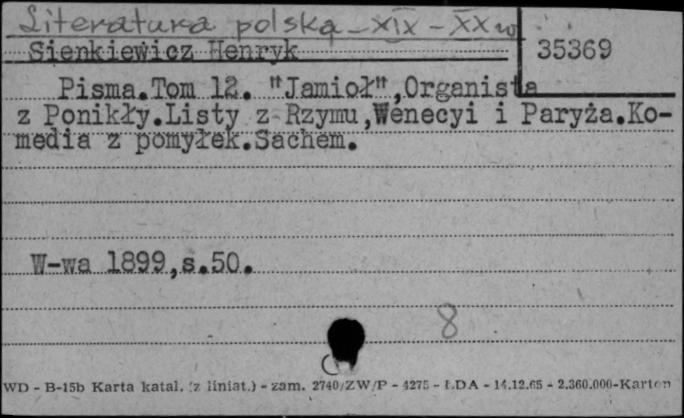 Literatura polska – XIX – XX w
Sienkiewicz Henryk
35369
Pisma.Tom 12. "Jamioł",Organista
z Ponikły.Listy z Rzymu,Wenecyi i Paryża.Ko-
media z pomyłek.Sachem.
W-wa 1899,s.50.
8
WD - B-15b Karta katal. (z liniat.) - zam. 2740/ZW/P - 4275 - ŁDA - 14.12.65 - 2.360.000-Karton